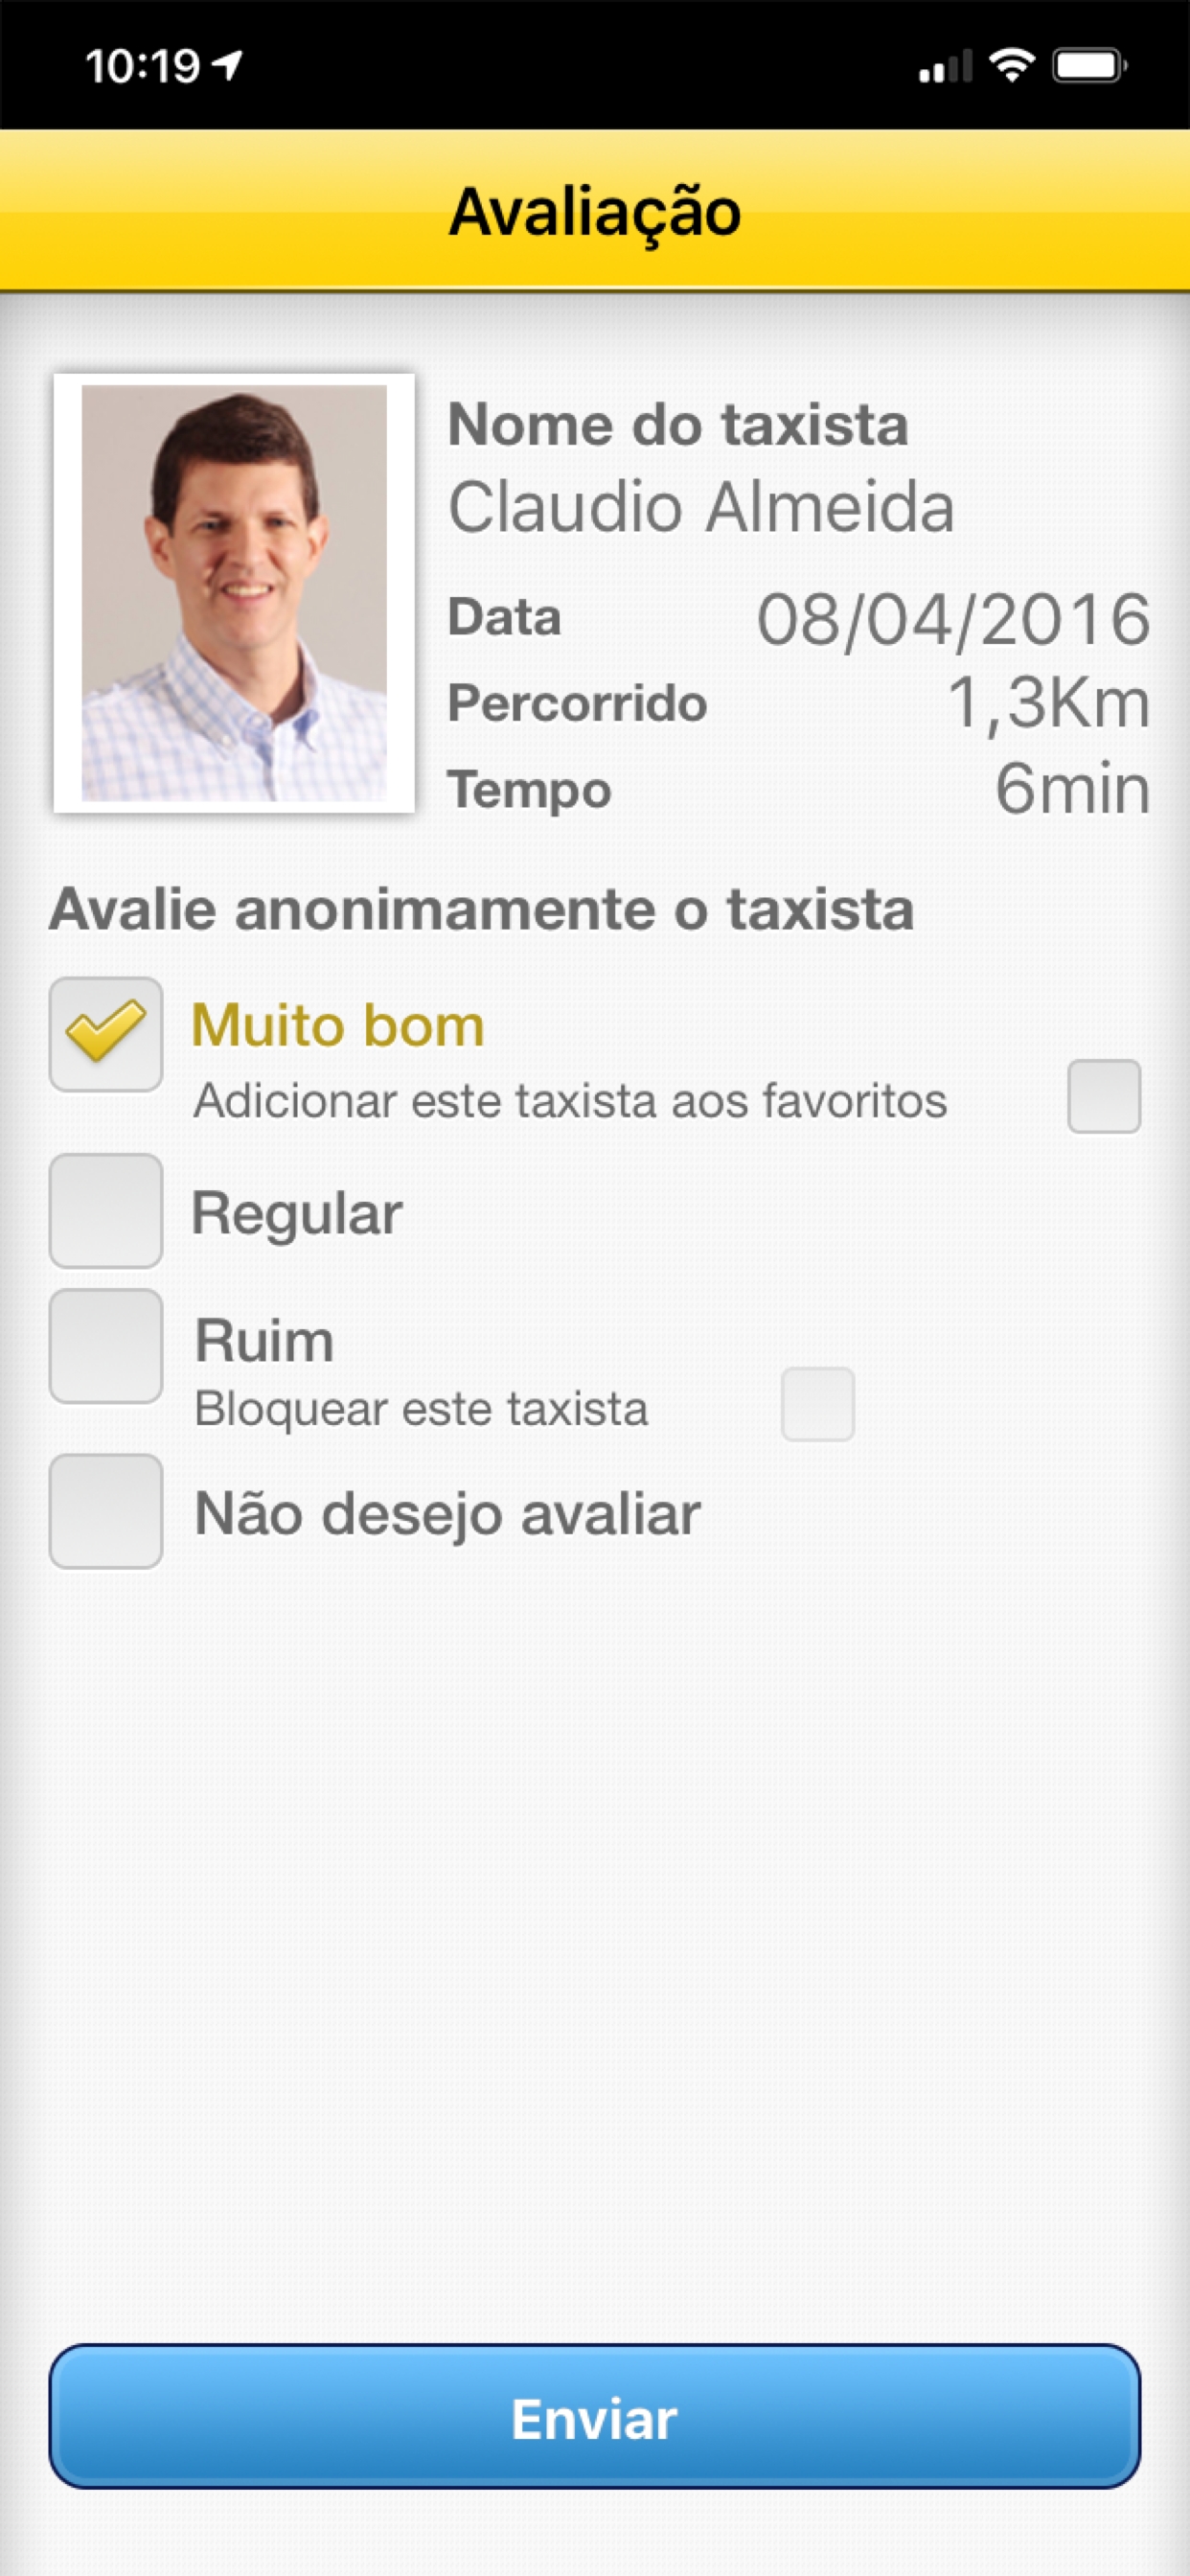 10:19
Avaliação
Nome do taxista
Claudio Almeida
Data 08/04/2016
Percorrido 1,3Km
Tempo 6min
Avalie anonimamente o taxista
Muito bom
Adicionar este taxista aos favoritos
Regular
Ruim
Bloquear este taxista
Não desejo avaliar
Enviar